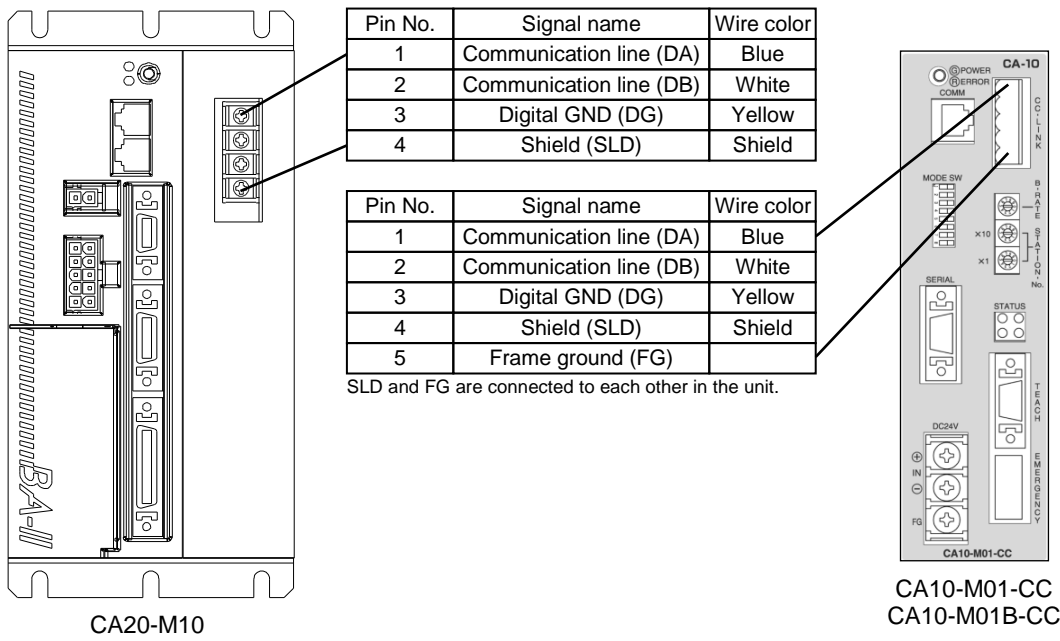 Pin No. Signal name Wire color
1 Communication line (DA) Blue
2 Communication line (DB) White
3 Digital GND (DG) Yellow
4 Shield (SLD) Shield
Pin No. Signal name Wire color
1 Communication line (DA) Blue
2 Communication line (DB) White
3 Digital GND (DG) Yellow
4 Shield (SLD) Shield
5 Frame ground (FG)
SLD and FG are connected to each other in the unit.
BA-II
CA20-M10
CA-10
G POWER
R ERROR
COMM
CC-LINK
MODE SW
B-RATE
×10
×1
STATION-No.
SERIAL
STATUS
TEACH
DC24V
⊕
IN
⊖
FG
EMERGENCY
CA10-M01-CC
CA10-M01-CC
CA10-M01B-CC